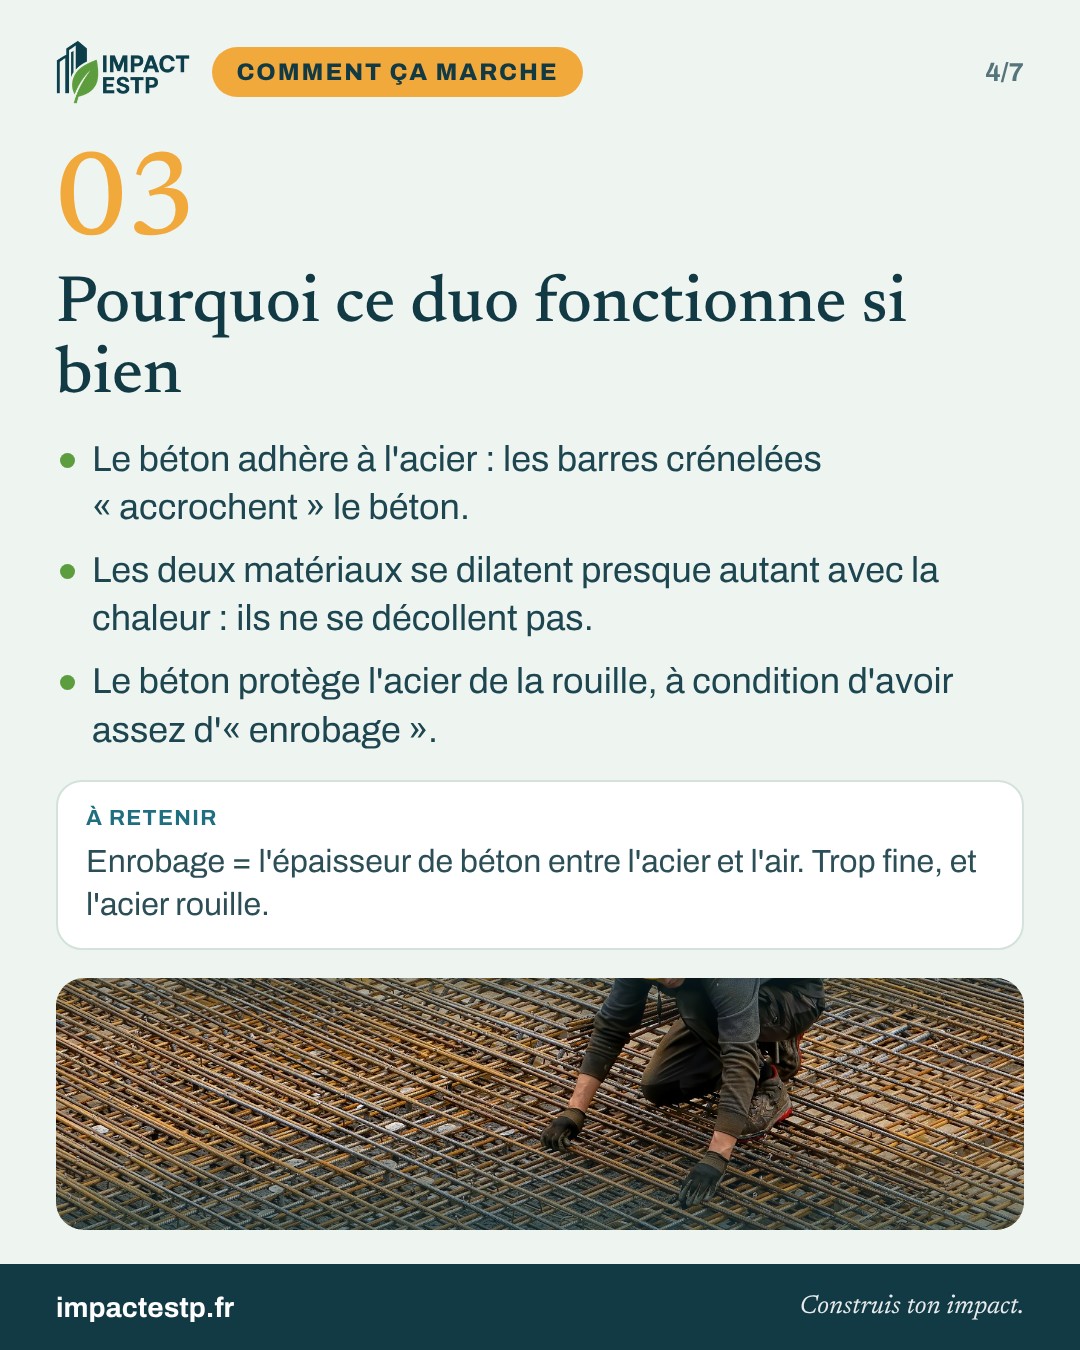 IMPACT
ESTP
COMMENT ÇA MARCHE
4/7
03
Pourquoi ce duo fonctionne si
bien
Le béton adhère à l'acier : les barres crénelées
« accrochent » le béton.
Les deux matériaux se dilatent presque autant avec la
chaleur : ils ne se décollent pas.
Le béton protège l'acier de la rouille, à condition d'avoir
assez d'« enrobage ».
À RETENIR
Enrobage = l'épaisseur de béton entre l'acier et l'air. Trop fine, et
l'acier rouille.
impactestp.fr
Construis ton impact.